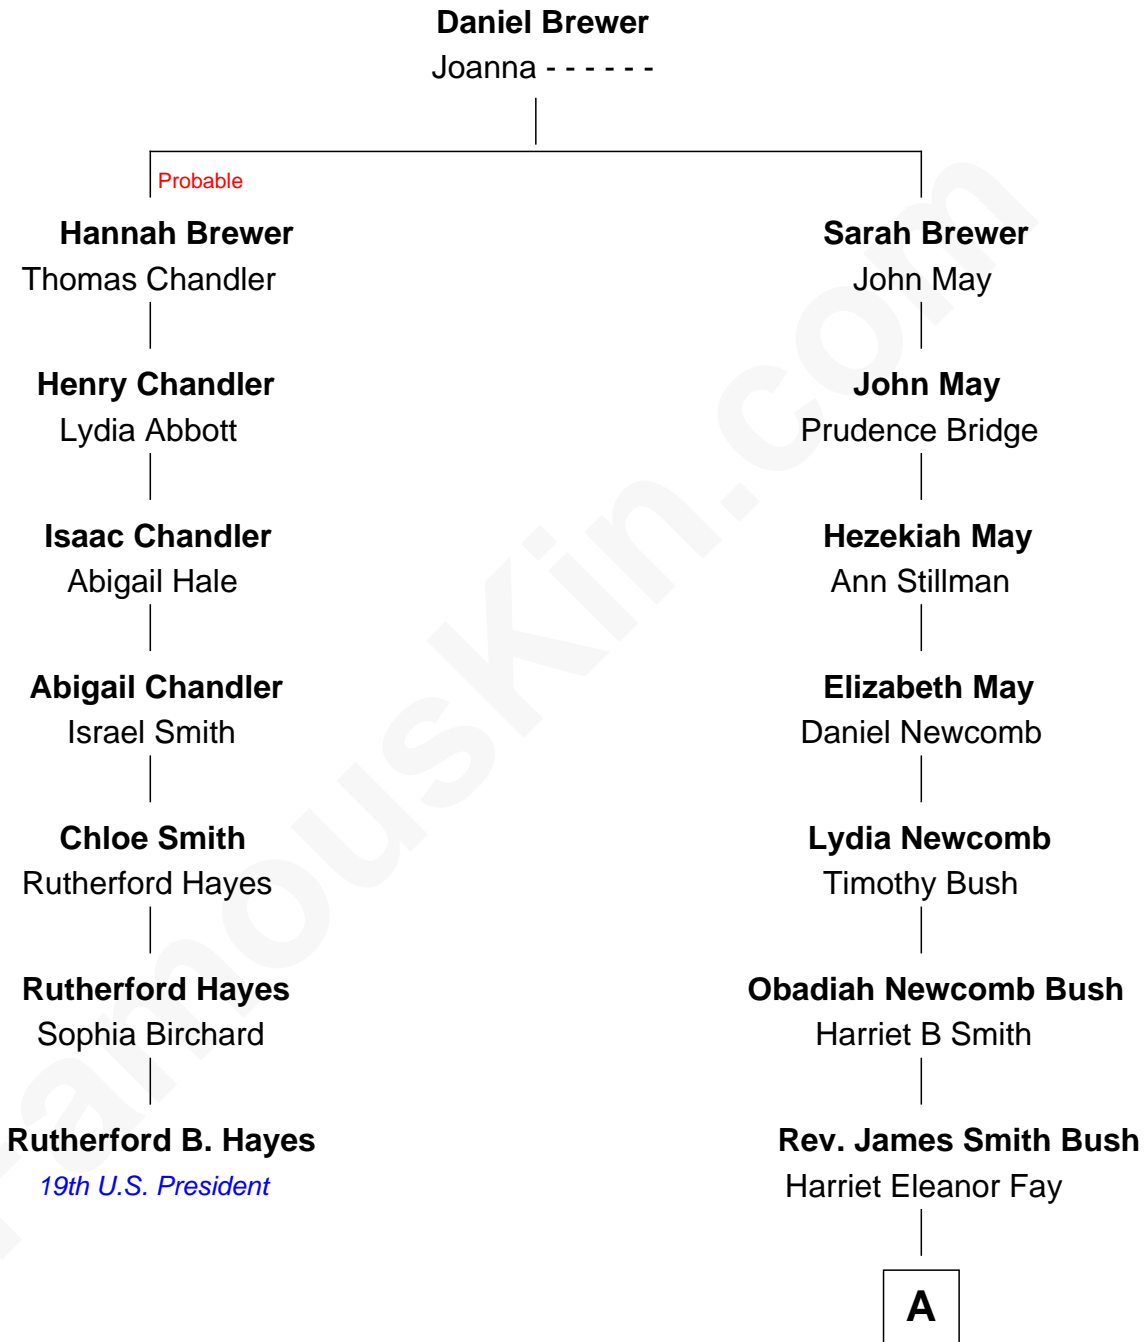 Daniel Brewer
Joanna - - - - - -
Probable
Hannah Brewer
Thomas Chandler
Henry Chandler
Lydia Abbott
Isaac Chandler
Abigail Hale
Abigail Chandler
Israel Smith
Chloe Smith
Rutherford Hayes
Rutherford Hayes
Sophia Birchard
Rutherford B. Hayes
19th U.S. President
Sarah Brewer
John May
John May
Prudence Bridge
Hezekiah May
Ann Stillman
Elizabeth May
Daniel Newcomb
Lydia Newcomb
Timothy Bush
Obadiah Newcomb Bush
Harriet B Smith
Rev. James Smith Bush
Harriet Eleanor Fay
A
FamousKin.com